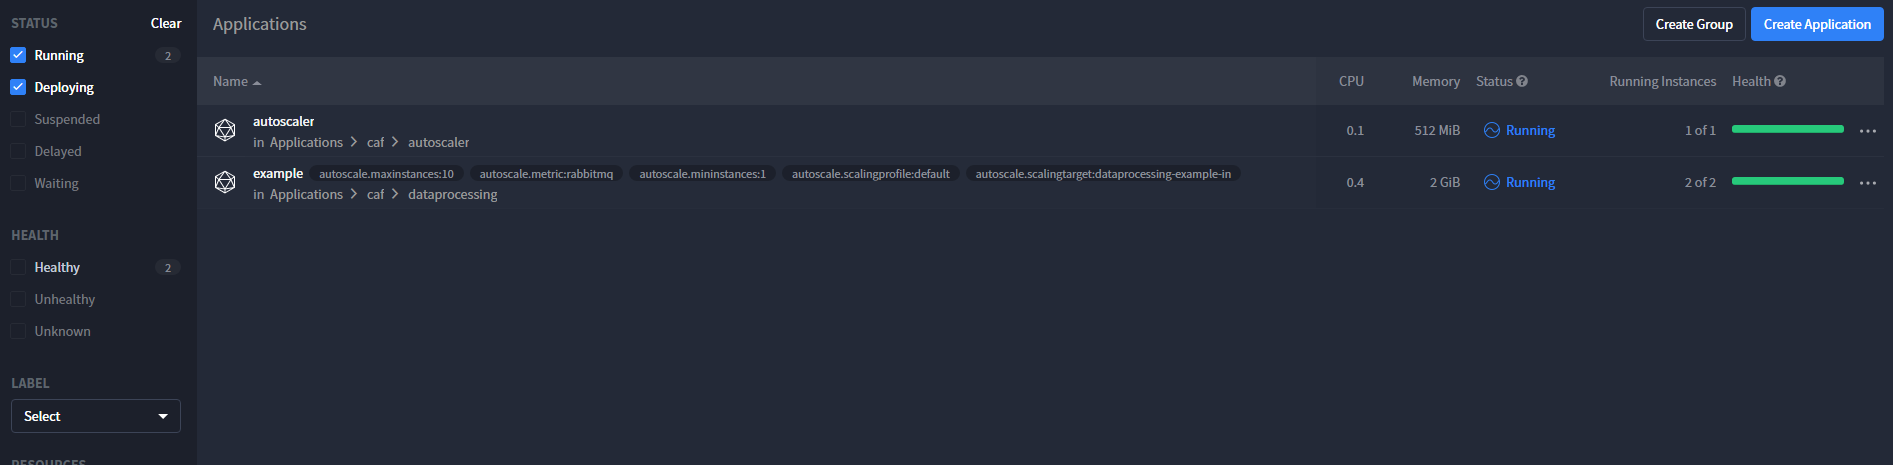 STATUS Clear
Running 2
Deploying
Suspended
Delayed
Waiting
HEALTH
Healthy 2
Unhealthy
Unknown
LABEL
Select
RESOURCES
Applications Create Group Create Application
Name CPU Memory Status Running Instances Health
autoscaler
in Applications > caf > autoscaler 0.1 512 MiB Running 1 of 1
example autoscale.maxinstances:10 autoscale.metric:rabbitmq autoscale.mininstances:1 autoscale.scalingprofile:default autoscale.scalingtarget:dataprocessing-example-in
in Applications > caf > dataprocessing 0.4 2 GiB Running 2 of 2